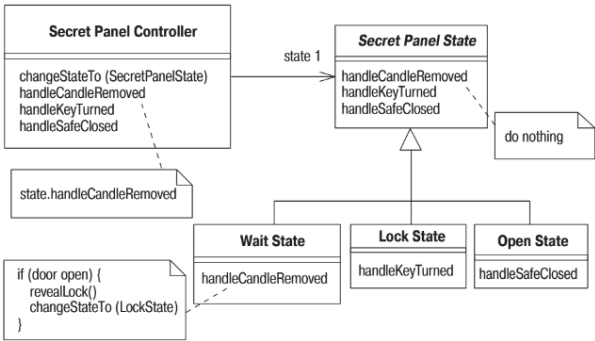 Secret Panel Controller
changeStateTo (SecretPanelState)
handleCandleRemoved
handleKeyTurned
handleSafeClosed
state 1
Secret Panel State
handleCandleRemoved
handleKeyTurned
handleSafeClosed
do nothing
state.handleCandleRemoved
Wait State
handleCandleRemoved
Lock State
handleKeyTurned
Open State
handleSafeClosed
if (door open) {
revealLock()
changeStateTo (LockState)
}